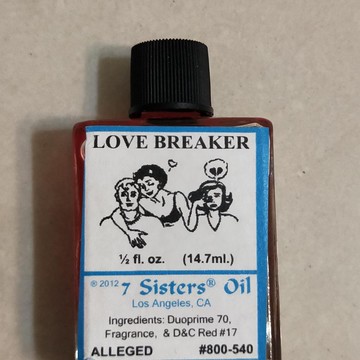 LOVE BREAKER
½ fl. oz. (14.7ml.)
© 2012 7 Sisters® Oil
Los Angeles, CA
Ingredients: Duoprime 70,
Fragrance, & D&C Red #17
ALLEGED #800-540